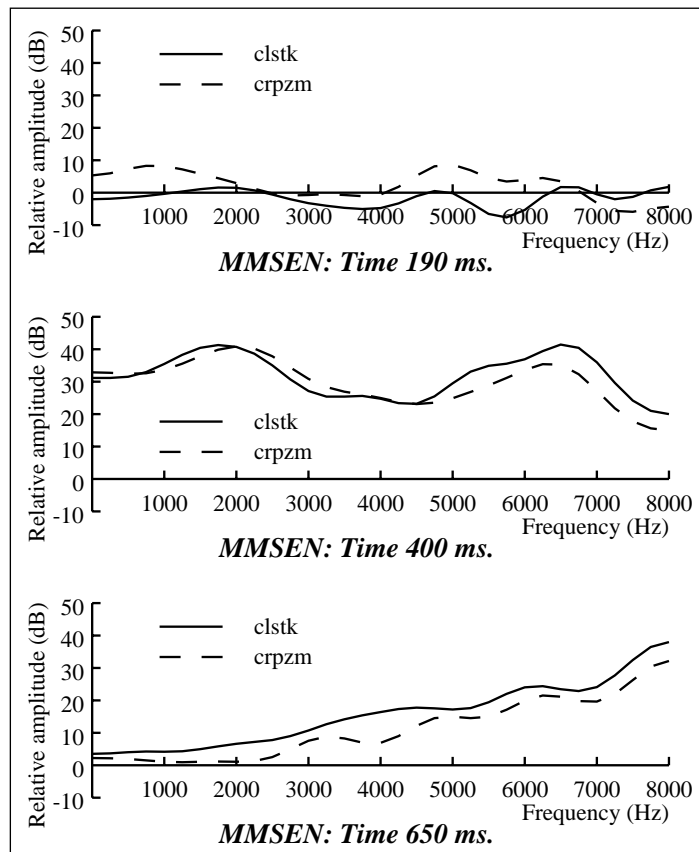 Relative amplitude (dB)
50
40
30
20
10
0
-10
clstk
crpzm
1000 2000 3000 4000 5000 6000 7000 8000
Frequency (Hz)
MMSEN: Time 190 ms.
Relative amplitude (dB)
50
40
30
20
10
0
-10
clstk
crpzm
1000 2000 3000 4000 5000 6000 7000 8000
Frequency (Hz)
MMSEN: Time 400 ms.
Relative amplitude (dB)
50
40
30
20
10
0
-10
clstk
crpzm
1000 2000 3000 4000 5000 6000 7000 8000
Frequency (Hz)
MMSEN: Time 650 ms.